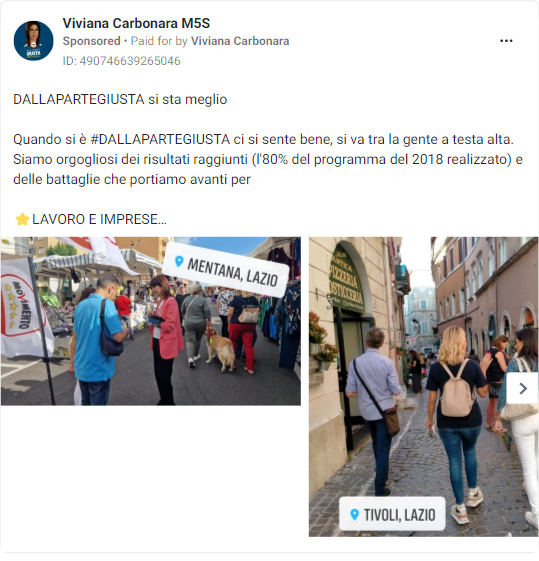 Viviana Carbonara M5S
Sponsored • Paid for by Viviana Carbonara
ID: 490746639265046
DALLAPARTEGIUSTA si sta meglio
Quando si è #DALLAPARTEGIUSTA ci si sente bene, si va tra la gente a testa alta.
Siamo orgogliosi dei risultati raggiunti (l'80% del programma del 2018 realizzato) e
delle battaglie che portiamo avanti per
⭐LAVORO E IMPRESE...
MENTANA, LAZIO
MOVIMENTO
PIZZERIA
TIVOLI, LAZIO